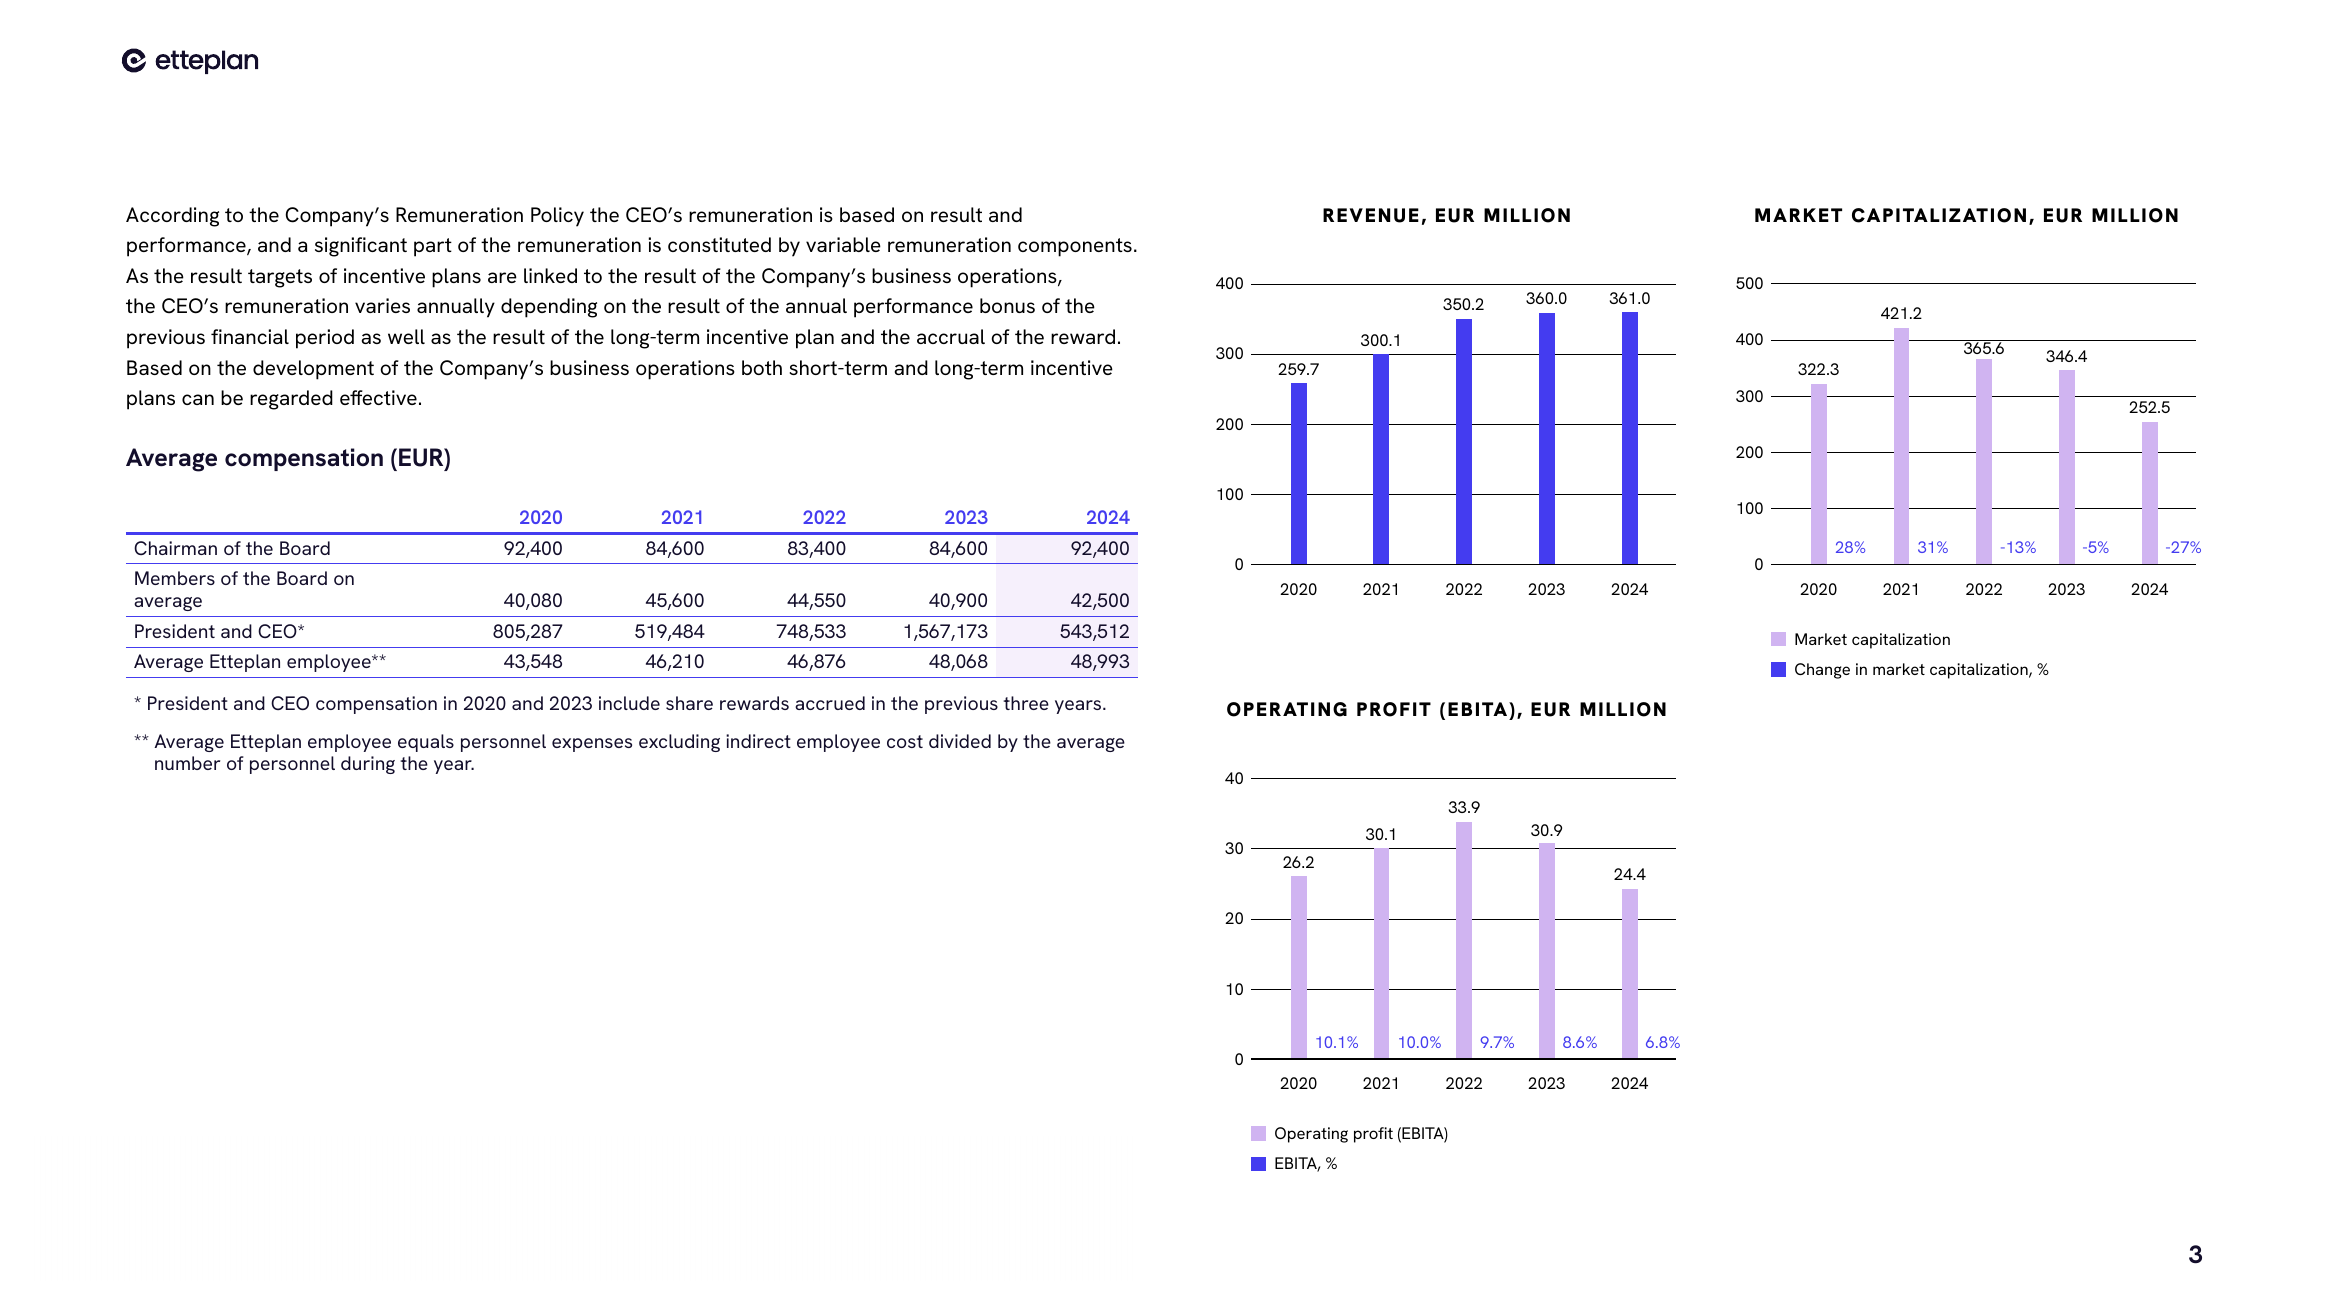 etteplan
According to the Company’s Remuneration Policy the CEO’s remuneration is based on result and
performance, and a significant part of the remuneration is constituted by variable remuneration components.
As the result targets of incentive plans are linked to the result of the Company’s business operations,
the CEO’s remuneration varies annually depending on the result of the annual performance bonus of the
previous financial period as well as the result of the long-term incentive plan and the accrual of the reward.
Based on the development of the Company’s business operations both short-term and long-term incentive
plans can be regarded effective.
Average compensation (EUR)
2020 2021 2022 2023 2024
Chairman of the Board 92,400 84,600 83,400 84,600 92,400
Members of the Board on
average 40,080 45,600 44,550 40,900 42,500
President and CEO* 805,287 519,484 748,533 1,567,173 543,512
Average Etteplan employee** 43,548 46,210 46,876 48,068 48,993
* President and CEO compensation in 2020 and 2023 include share rewards accrued in the previous three years.
** Average Etteplan employee equals personnel expenses excluding indirect employee cost divided by the average
number of personnel during the year.
REVENUE, EUR MILLION
400
360.0 361.0
350.2
300.1
300
259.7
200
100
0
2020 2021 2022 2023 2024
MARKET CAPITALIZATION, EUR MILLION
500
421.2
400
365.6
346.4
322.3
300
252.5
200
100
28% 31% -13% -5% -27%
0
2020 2021 2022 2023 2024
Market capitalization
Change in market capitalization, %
OPERATING PROFIT (EBITA), EUR MILLION
40
33.9
30.9
30.1
30
26.2
24.4
20
10
10.1% 10.0% 9.7% 8.6% 6.8%
0
2020 2021 2022 2023 2024
Operating profit (EBITA)
EBITA, %
3